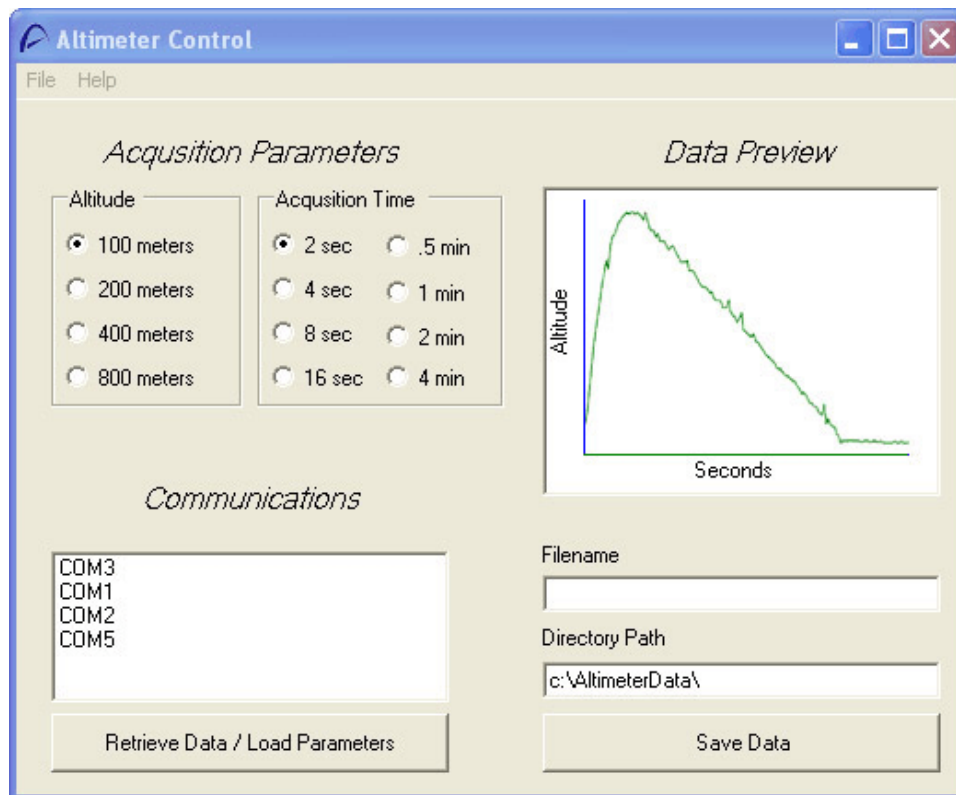 Altimeter Control
File Help
Acqusition Parameters
Altitude
100 meters
200 meters
400 meters
800 meters
Acqusition Time
2 sec .5 min
4 sec 1 min
8 sec 2 min
16 sec 4 min
Data Preview
Altitude
Seconds
Communications
COM3
COM1
COM2
COM5
Retrieve Data / Load Parameters
Filename
Directory Path
c:\AltimeterData\
Save Data